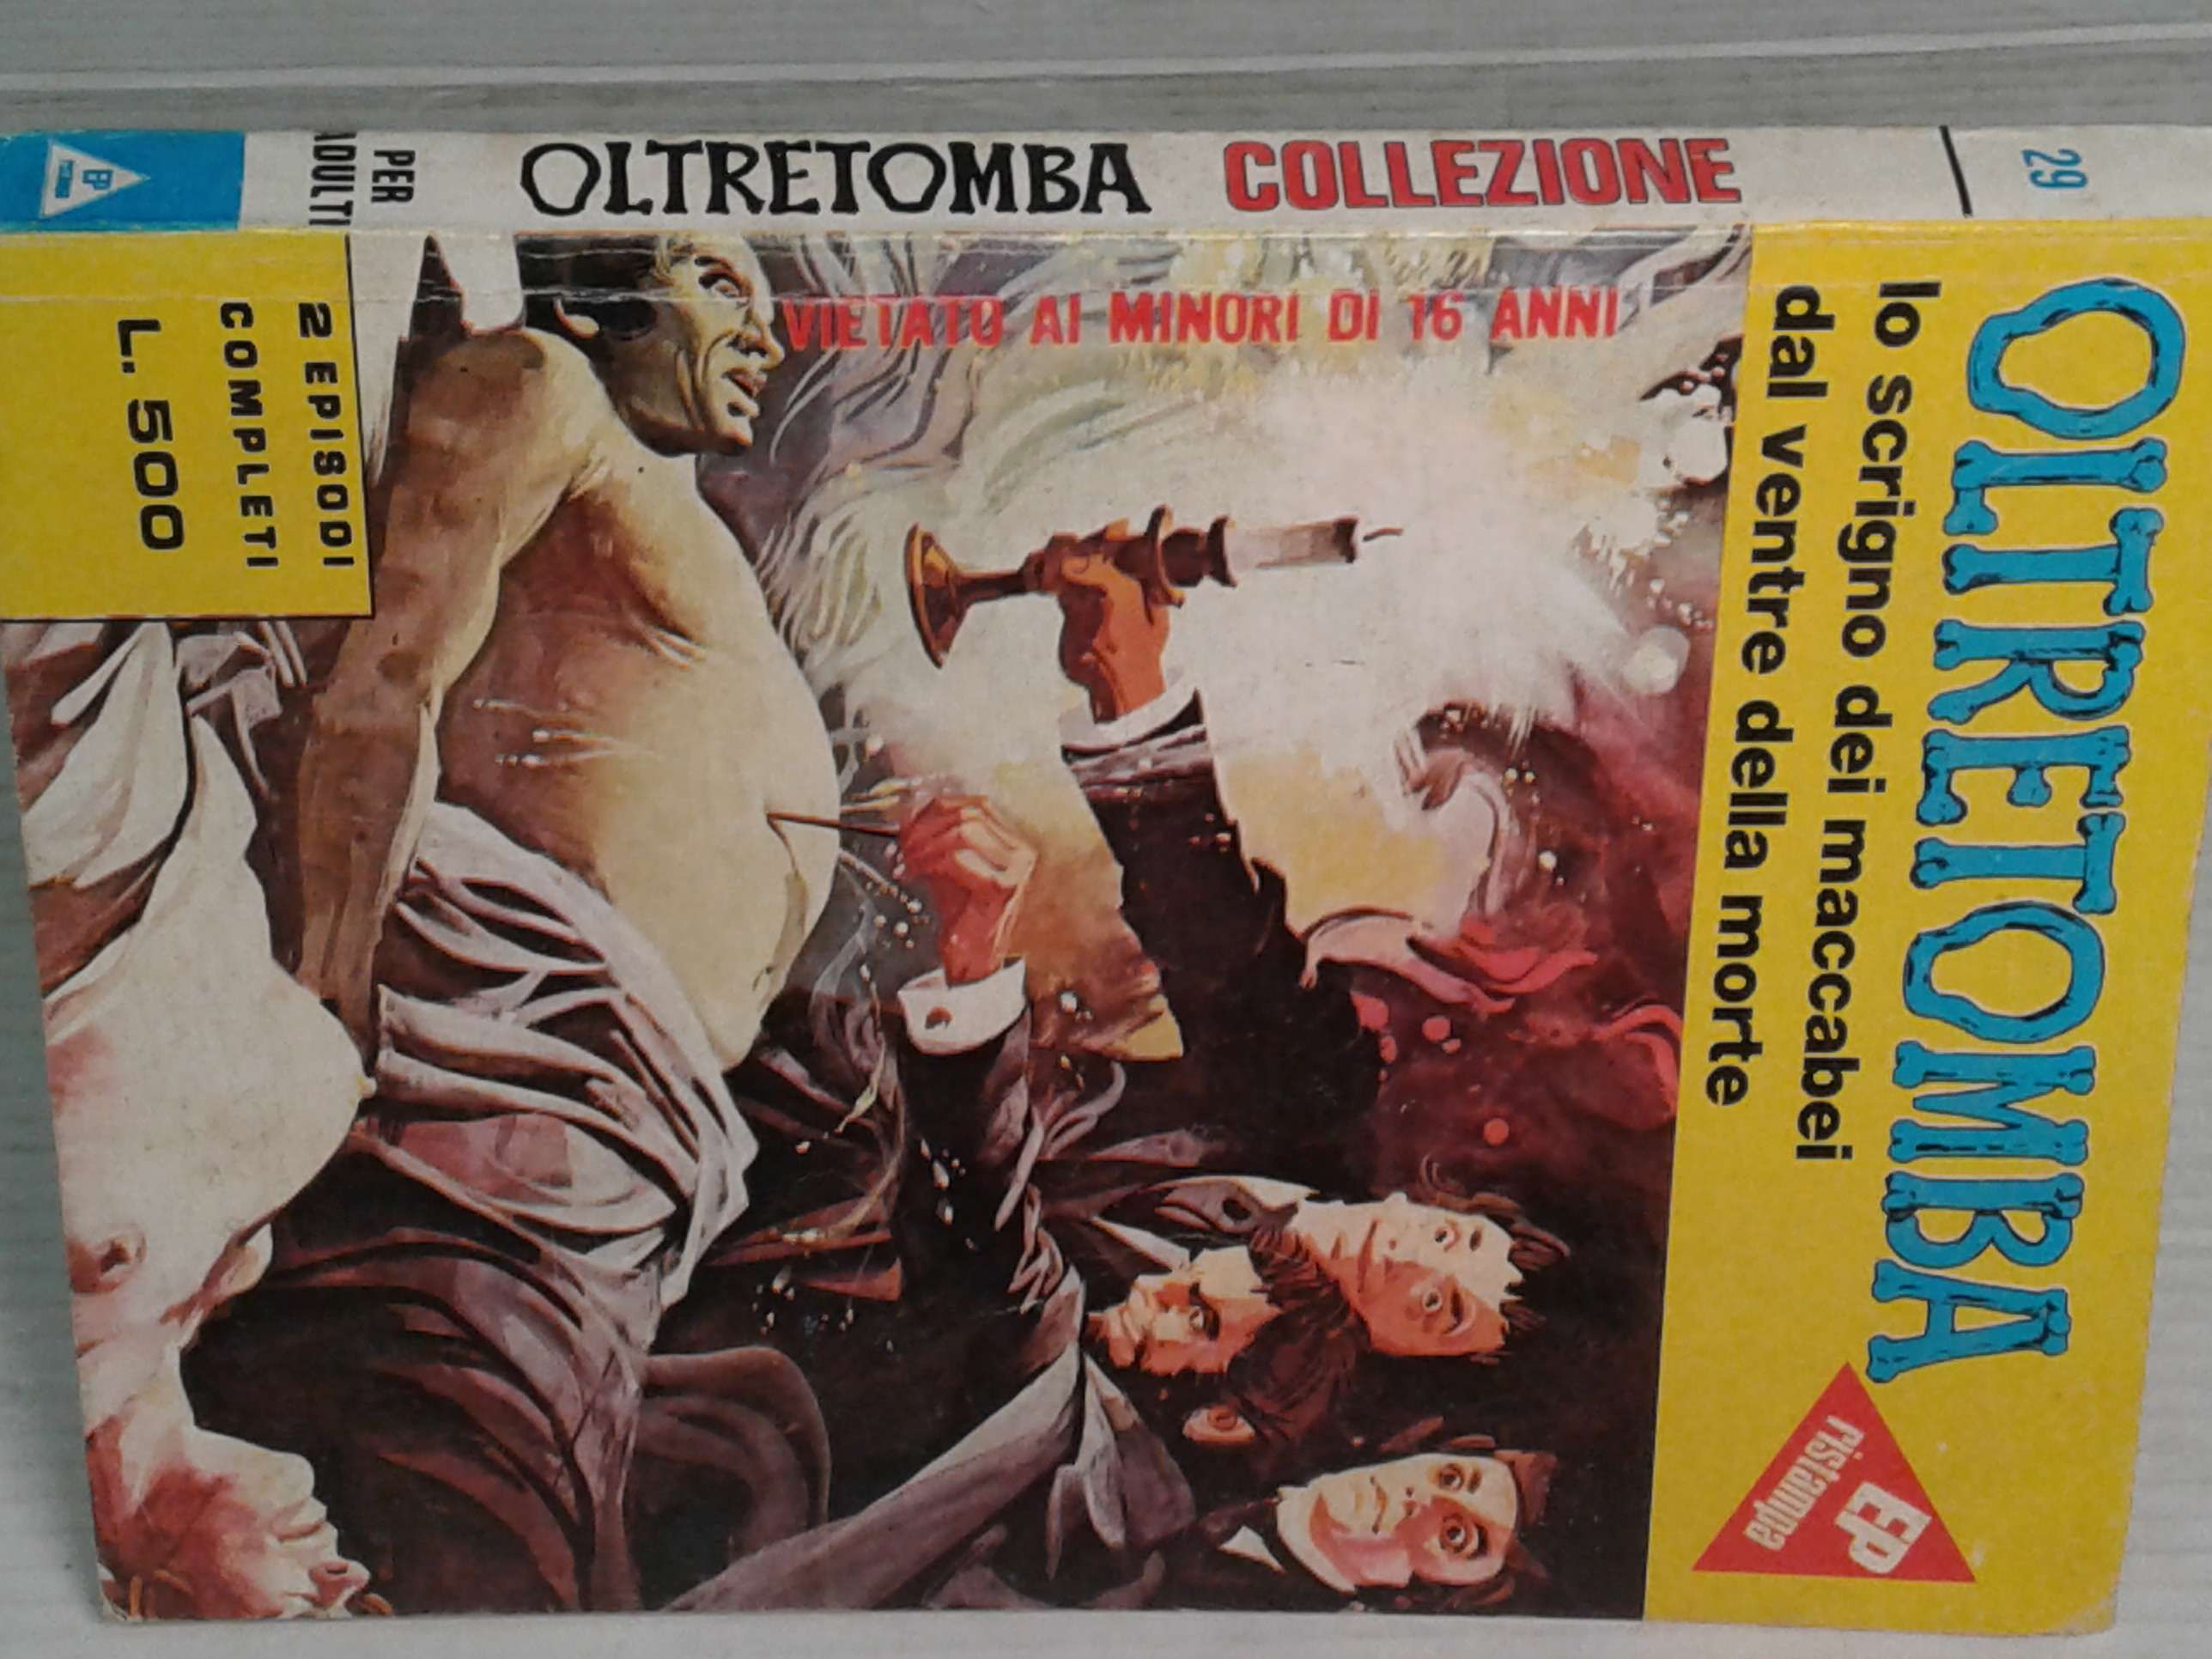 PER
ADULTI
OLTRETOMBA COLLEZIONE
29
OLTRETOMBA
lo scrigno dei maccabei
dal ventre della morte
EP
ristampa
VIETATO AI MINORI DI 16 ANNI
2 EPISODI
COMPLETI
L. 500
EP